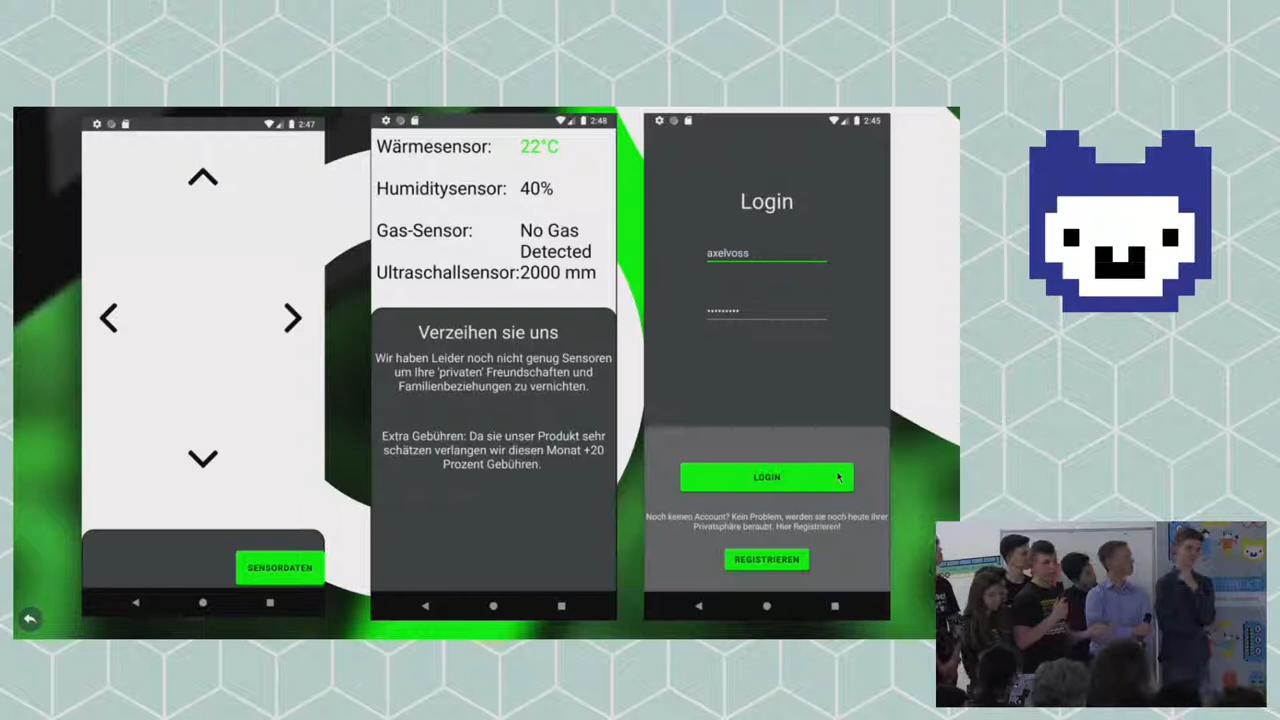 2:47
SENSORDATEN
2:48
Wärmesensor: 22°C
Humiditysensor: 40%
Gas-Sensor: No Gas
Detected
Ultraschallsensor:2000 mm
Verzeihen sie uns
Wir haben Leider noch nicht genug Sensoren
um Ihre 'privaten' Freundschaften und
Familienbeziehungen zu vernichten.
Extra Gebühren: Da sie unser Produkt sehr
schätzen verlangen wir diesen Monat +20
Prozent Gebühren.
2:45
Login
axelvoss
LOGIN
Noch keinen Account? Kein Problem, werden sie noch heute ihrer
Privatsphäre beraubt. Hier Registrieren!
REGISTRIEREN